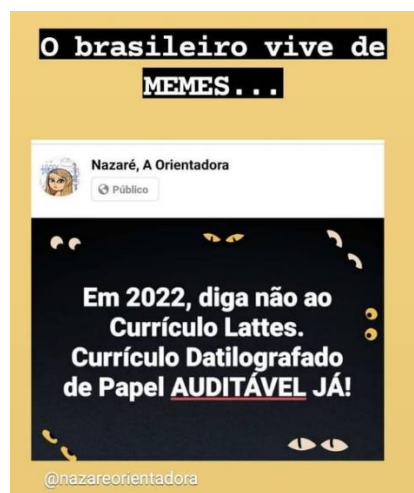 O brasileiro vive de
MEMES...
Nazaré, A Orientadora
Público
Em 2022, diga não ao
Currículo Lattes.
Currículo Datilografado
de Papel AUDITÁVEL JÁ!
@nazareorientadora